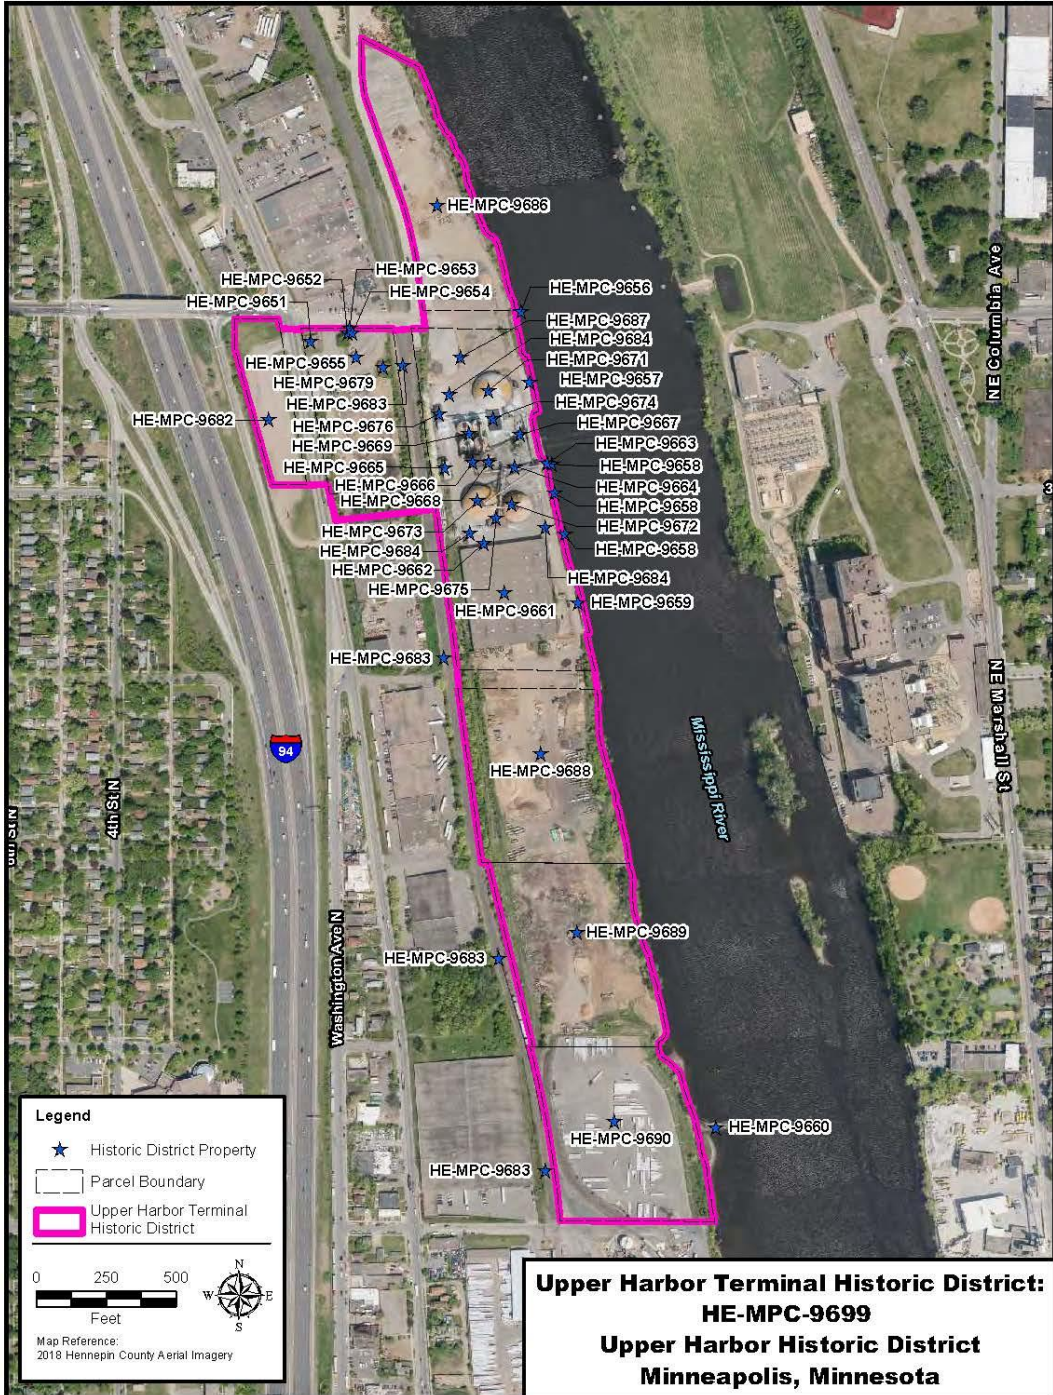 HE-MPC-9686
HE-MPC-9653
HE-MPC-9652
HE-MPC-9654
HE-MPC-9656
HE-MPC-9651
HE-MPC-9687
HE-MPC-9684
HE-MPC-9655
HE-MPC-9671
HE-MPC-9679
HE-MPC-9657
HE-MPC-9683
HE-MPC-9674
HE-MPC-9682
HE-MPC-9676
HE-MPC-9667
HE-MPC-9669
HE-MPC-9663
HE-MPC-9665
HE-MPC-9658
HE-MPC-9666
HE-MPC-9664
HE-MPC-9668
HE-MPC-9658
HE-MPC-9673
HE-MPC-9672
HE-MPC-9684
HE-MPC-9658
HE-MPC-9662
HE-MPC-9684
HE-MPC-9675
HE-MPC-9661
HE-MPC-9659
HE-MPC-9683
HE-MPC-9688
HE-MPC-9689
HE-MPC-9683
HE-MPC-9690
HE-MPC-9660
HE-MPC-9683
NE Columbia Ave
NE Marshall St
Mississippi River
94
4th St N
Washington Ave N
Legend
Historic District Property
Parcel Boundary
Upper Harbor Terminal
Historic District
0 250 500
Feet
N
W E
S
Map Reference:
2018 Hennepin County Aerial Imagery
Upper Harbor Terminal Historic District:
HE-MPC-9699
Upper Harbor Historic District
Minneapolis, Minnesota